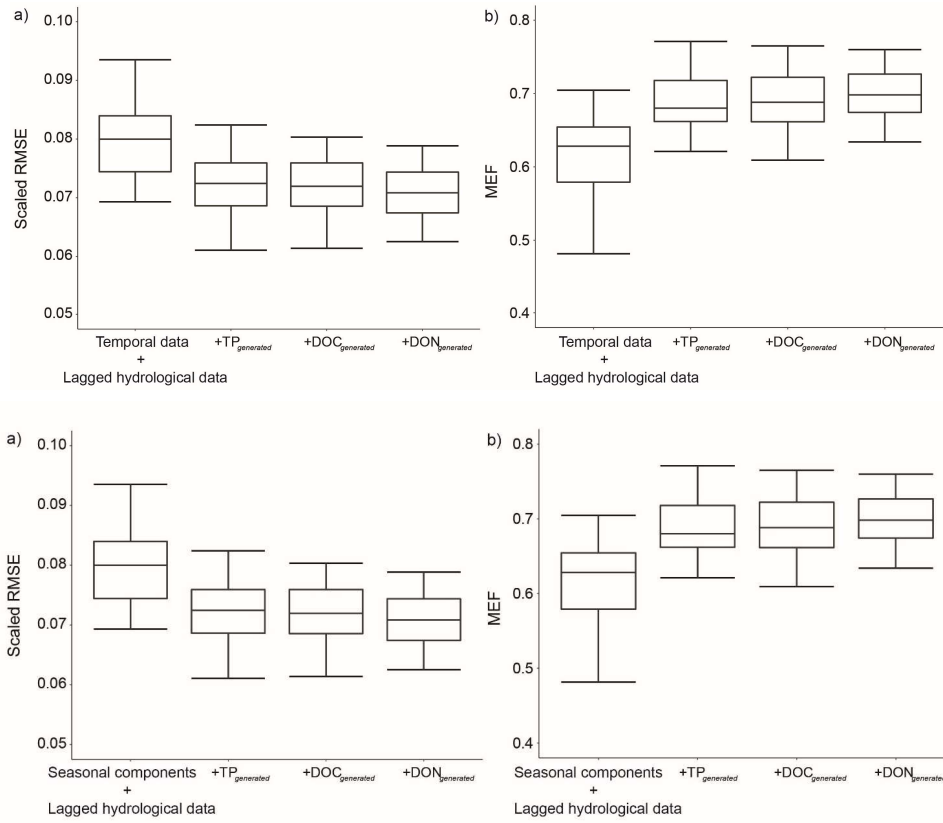 a)
0.10
0.09
0.08
0.07
0.06
0.05
Scaled RMSE
Temporal data
+
Lagged hydrological data
+TPgenerated
+DOCgenerated
+DONgenerated
b)
0.8
0.7
0.6
0.5
0.4
MEF
Temporal data
+
Lagged hydrological data
+TPgenerated
+DOCgenerated
+DONgenerated
a)
0.10
0.09
0.08
0.07
0.06
0.05
Scaled RMSE
Seasonal components
+
Lagged hydrological data
+TPgenerated
+DOCgenerated
+DONgenerated
b)
0.8
0.7
0.6
0.5
0.4
MEF
Seasonal components
+
Lagged hydrological data
+TPgenerated
+DOCgenerated
+DONgenerated